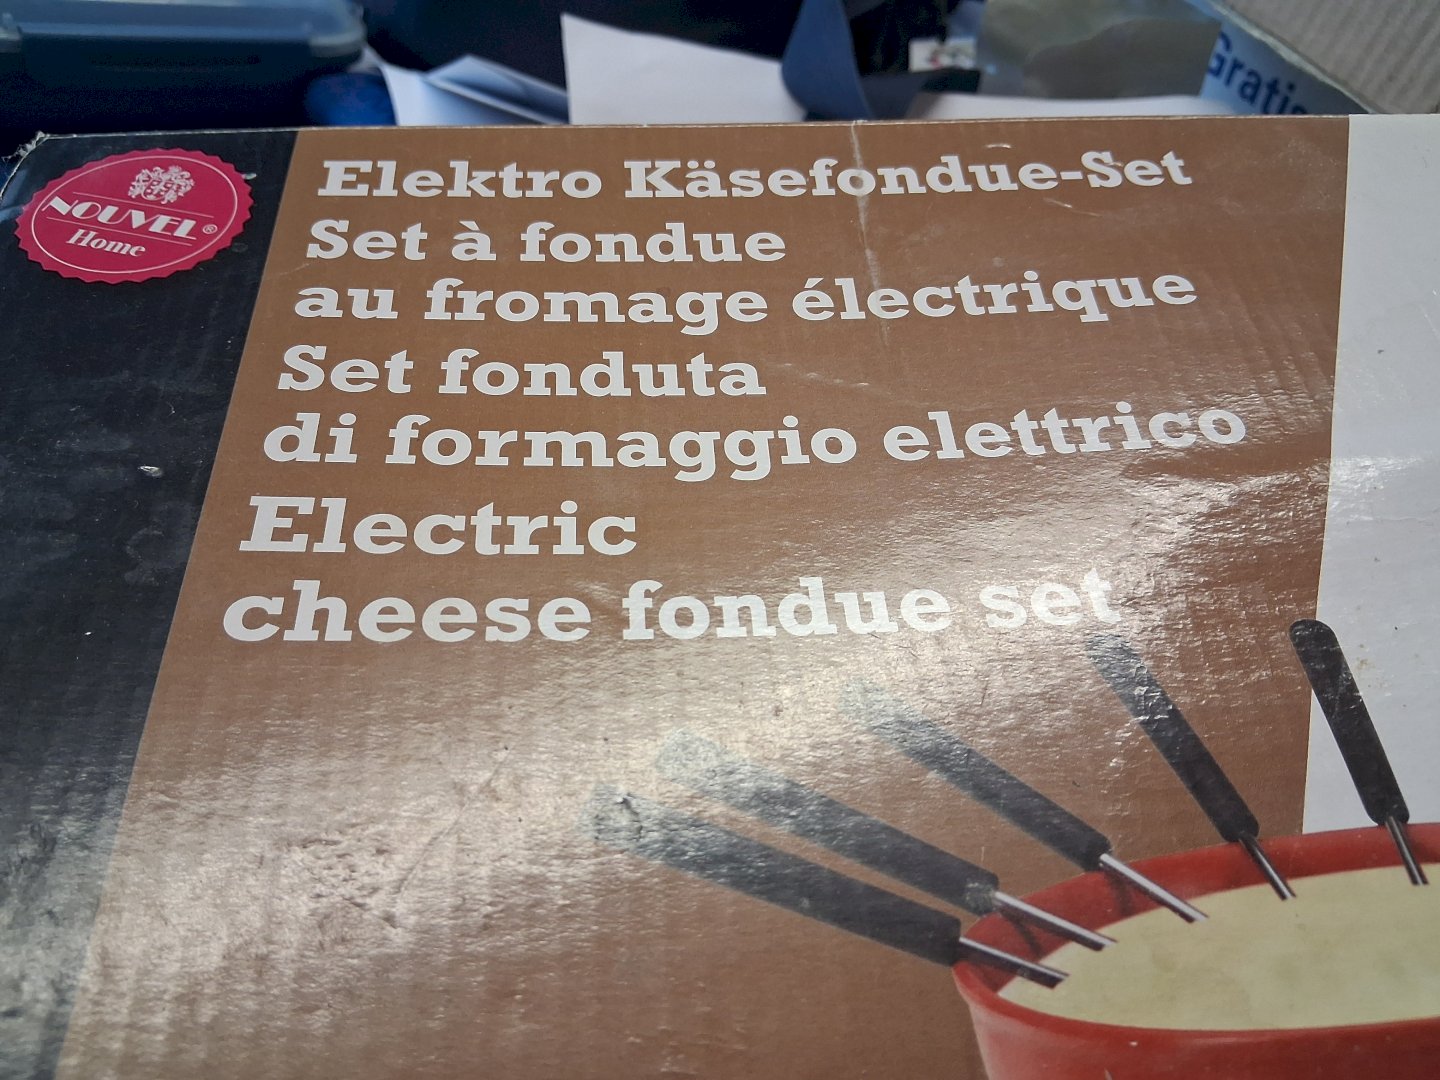 Gratis
NOUVEL®
Home
Elektro Käsefondue-Set
Set à fondue
au fromage électrique
Set fonduta
di formaggio elettrico
Electric
cheese fondue set